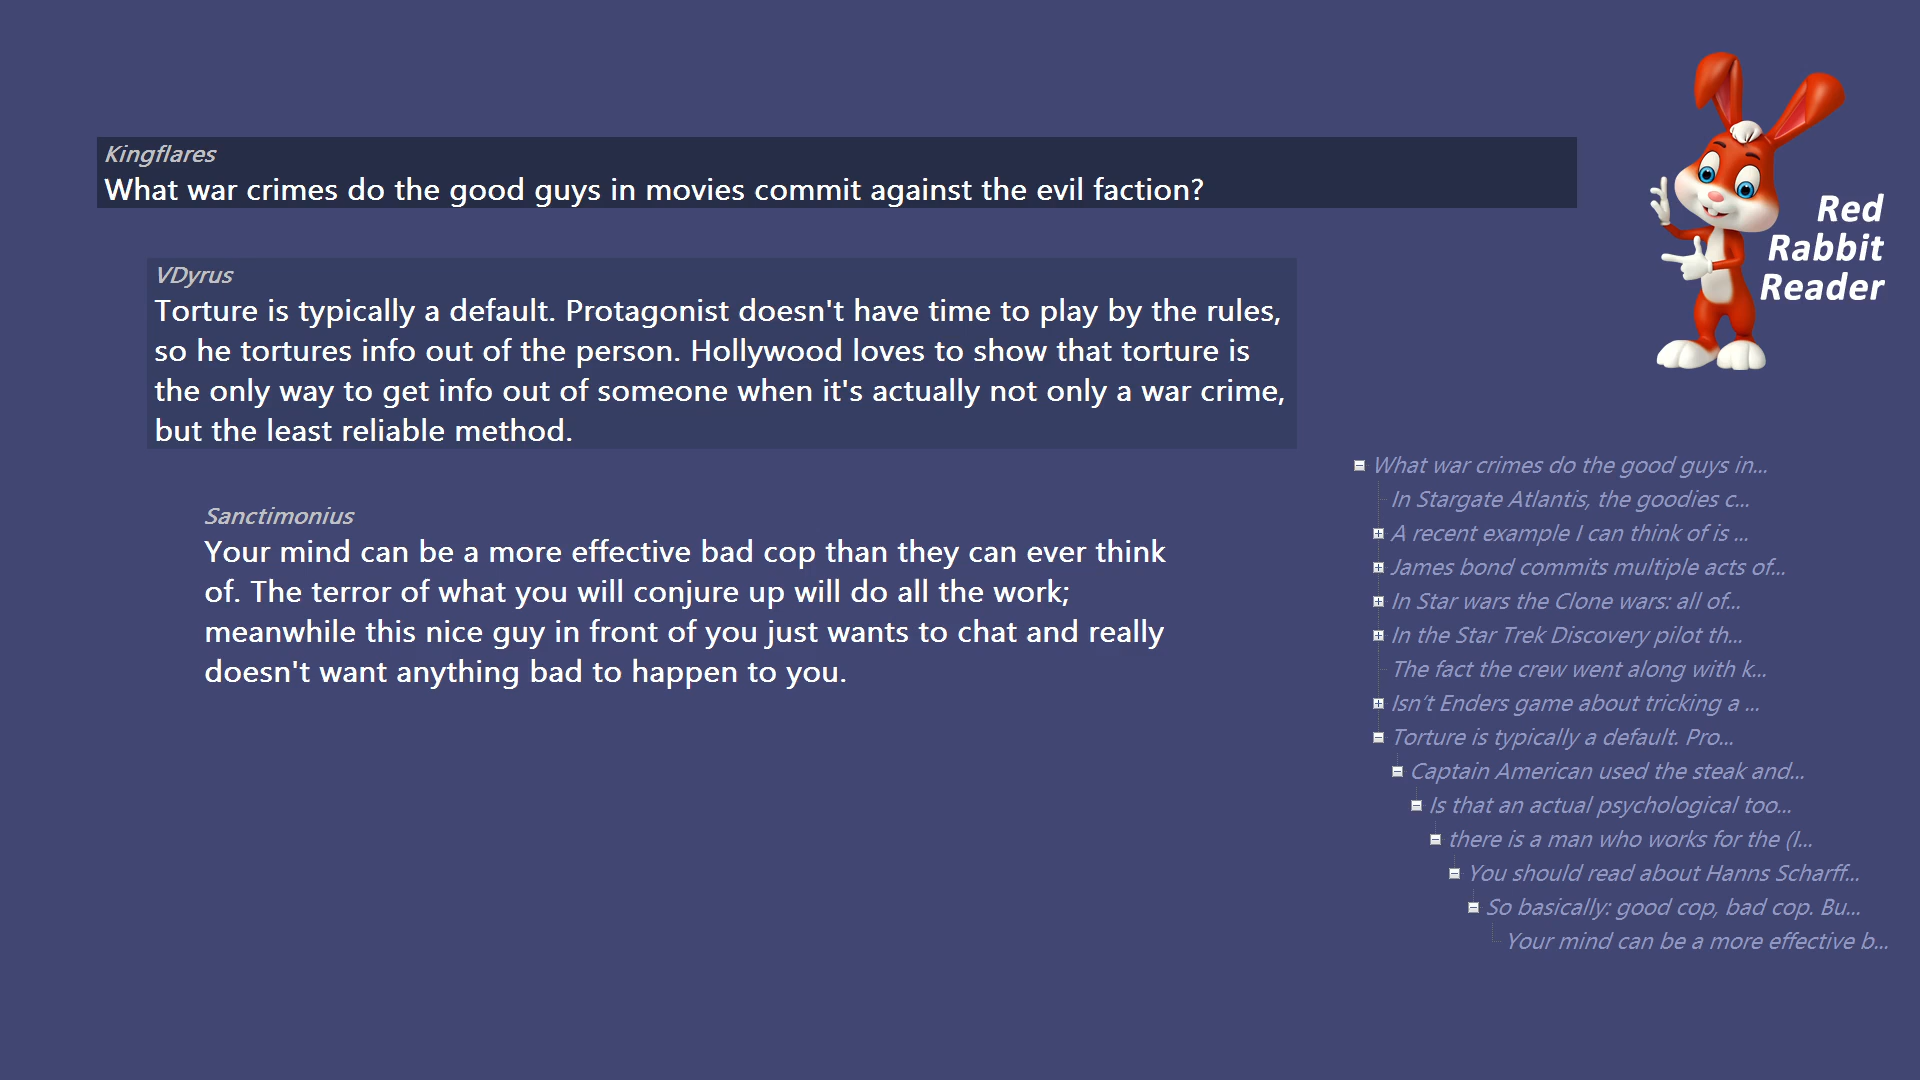 Kingflares
What war crimes do the good guys in movies commit against the evil faction?
VDyrus
Torture is typically a default. Protagonist doesn't have time to play by the rules,
so he tortures info out of the person. Hollywood loves to show that torture is
the only way to get info out of someone when it's actually not only a war crime,
but the least reliable method.
Sanctimonius
Your mind can be a more effective bad cop than they can ever think
of. The terror of what you will conjure up will do all the work;
meanwhile this nice guy in front of you just wants to chat and really
doesn't want anything bad to happen to you.
Red
Rabbit
Reader
What war crimes do the good guys in...
In Stargate Atlantis, the goodies c...
A recent example I can think of is ...
James bond commits multiple acts of...
In Star wars the Clone wars: all of...
In the Star Trek Discovery pilot th...
The fact the crew went along with k...
Isn’t Enders game about tricking a ...
Torture is typically a default. Pro...
Captain American used the steak and...
Is that an actual psychological too...
there is a man who works for the (I...
You should read about Hanns Scharff...
So basically: good cop, bad cop. Bu...
Your mind can be a more effective b...